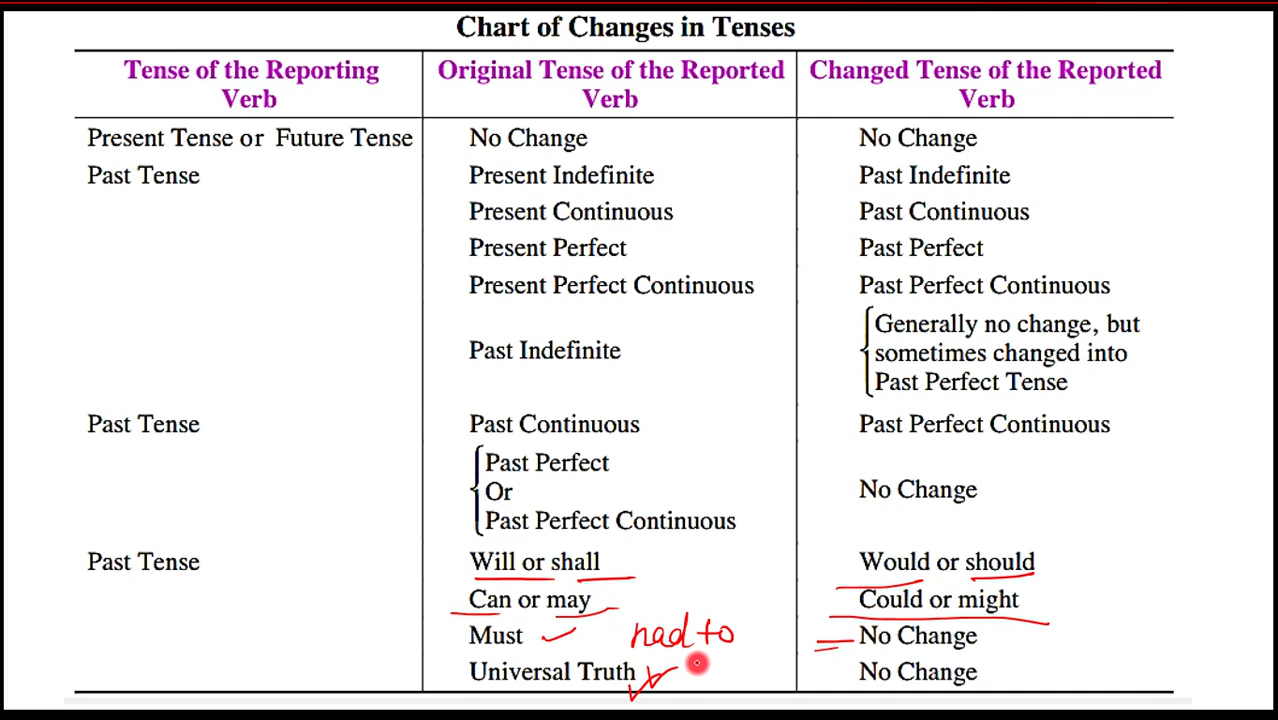 Chart of Changes in Tenses
Tense of the Reporting Verb
Original Tense of the Reported Verb
Changed Tense of the Reported Verb
Present Tense or Future Tense
No Change
No Change
Past Tense
Present Indefinite
Past Indefinite
Present Continuous
Past Continuous
Present Perfect
Past Perfect
Present Perfect Continuous
Past Perfect Continuous
Past Indefinite
Generally no change, but
sometimes changed into
Past Perfect Tense
Past Tense
Past Continuous
Past Perfect Continuous
Past Perfect
Or
Past Perfect Continuous
No Change
Past Tense
Will or shall
Would or should
Can or may
Could or might
Must
had to
No Change
Universal Truth
No Change